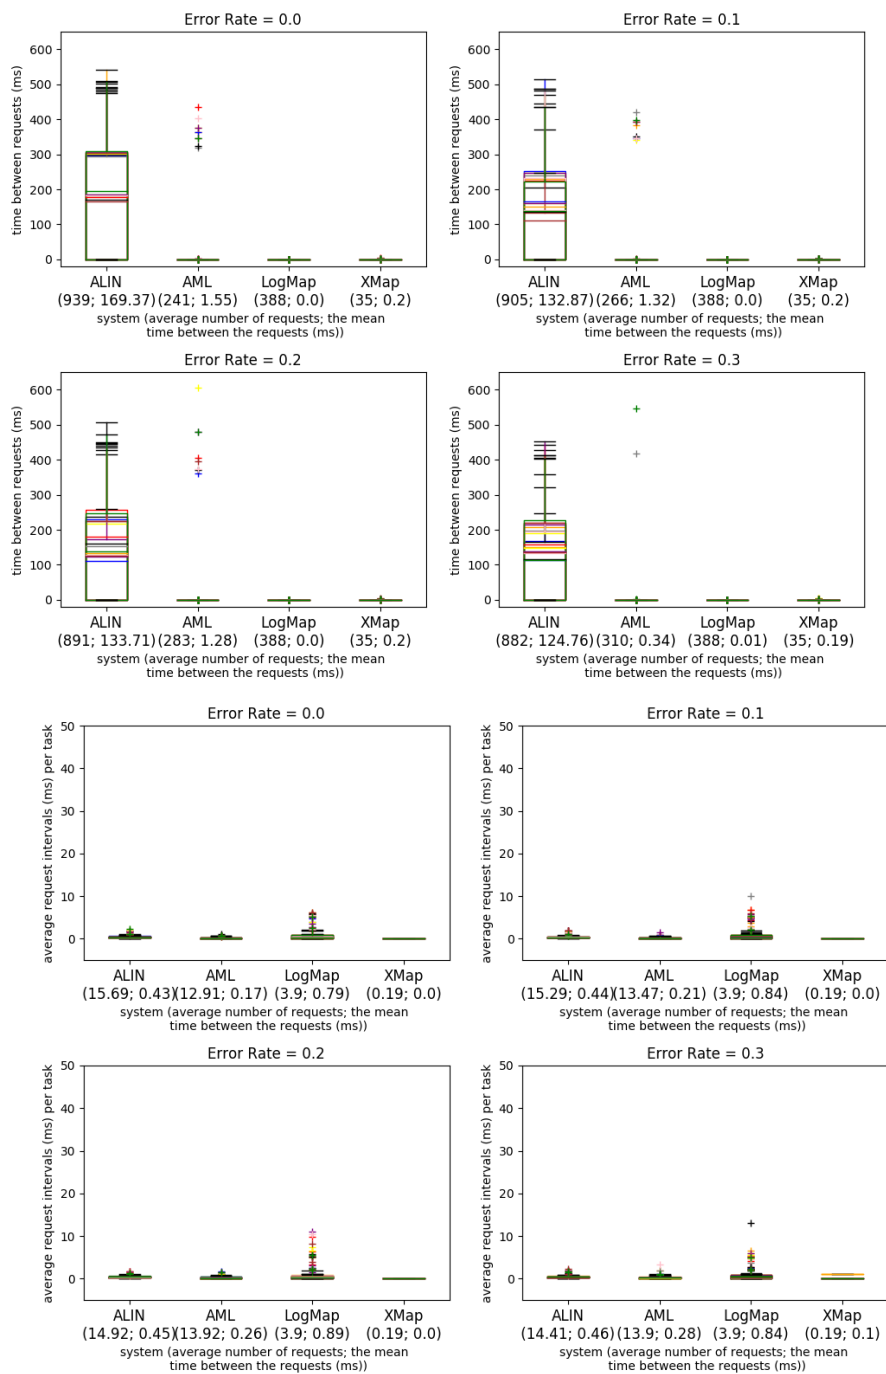 Error Rate = 0.0
time between requests (ms)
600
500
400
300
200
100
0
ALIN AML LogMap XMap
(939; 169.37) (241; 1.55) (388; 0.0) (35; 0.2)
system (average number of requests; the mean
time between the requests (ms))
Error Rate = 0.1
time between requests (ms)
600
500
400
300
200
100
0
ALIN AML LogMap XMap
(905; 132.87) (266; 1.32) (388; 0.0) (35; 0.2)
system (average number of requests; the mean
time between the requests (ms))
Error Rate = 0.2
time between requests (ms)
600
500
400
300
200
100
0
ALIN AML LogMap XMap
(891; 133.71) (283; 1.28) (388; 0.0) (35; 0.2)
system (average number of requests; the mean
time between the requests (ms))
Error Rate = 0.3
time between requests (ms)
600
500
400
300
200
100
0
ALIN AML LogMap XMap
(882; 124.76) (310; 0.34) (388; 0.01) (35; 0.19)
system (average number of requests; the mean
time between the requests (ms))
Error Rate = 0.0
average request intervals (ms) per task
50
40
30
20
10
0
ALIN AML LogMap XMap
(15.69; 0.43) (12.91; 0.17) (3.9; 0.79) (0.19; 0.0)
system (average number of requests; the mean
time between the requests (ms))
Error Rate = 0.1
average request intervals (ms) per task
50
40
30
20
10
0
ALIN AML LogMap XMap
(15.29; 0.44) (13.47; 0.21) (3.9; 0.84) (0.19; 0.0)
system (average number of requests; the mean
time between the requests (ms))
Error Rate = 0.2
average request intervals (ms) per task
50
40
30
20
10
0
ALIN AML LogMap XMap
(14.92; 0.45) (13.92; 0.26) (3.9; 0.89) (0.19; 0.0)
system (average number of requests; the mean
time between the requests (ms))
Error Rate = 0.3
average request intervals (ms) per task
50
40
30
20
10
0
ALIN AML LogMap XMap
(14.41; 0.46) (13.9; 0.28) (3.9; 0.84) (0.19; 0.1)
system (average number of requests; the mean
time between the requests (ms))